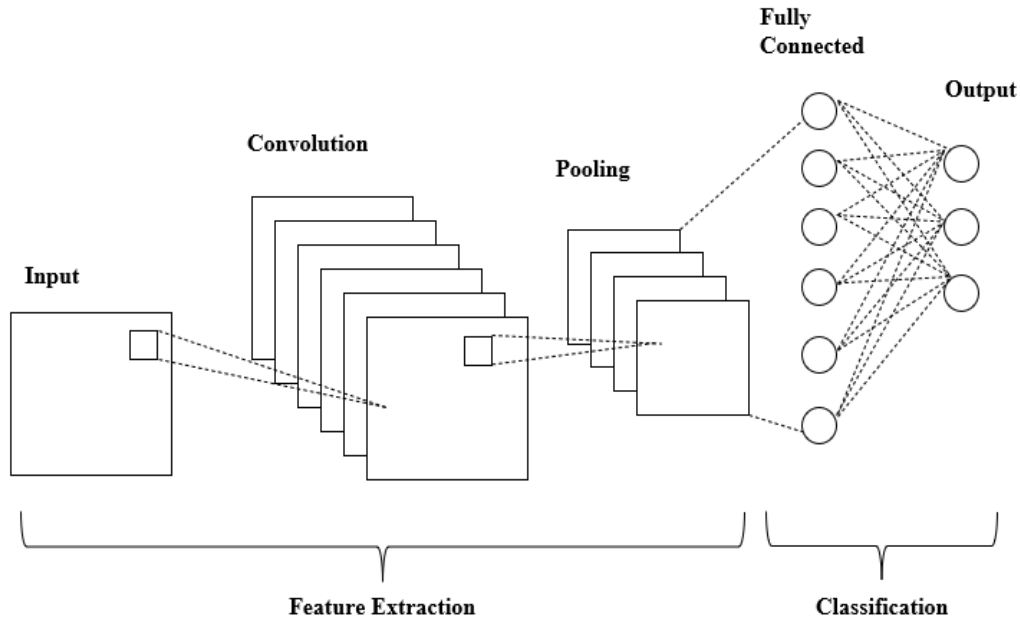 Fully
Connected
Output
Convolution
Pooling
Input
Feature Extraction
Classification